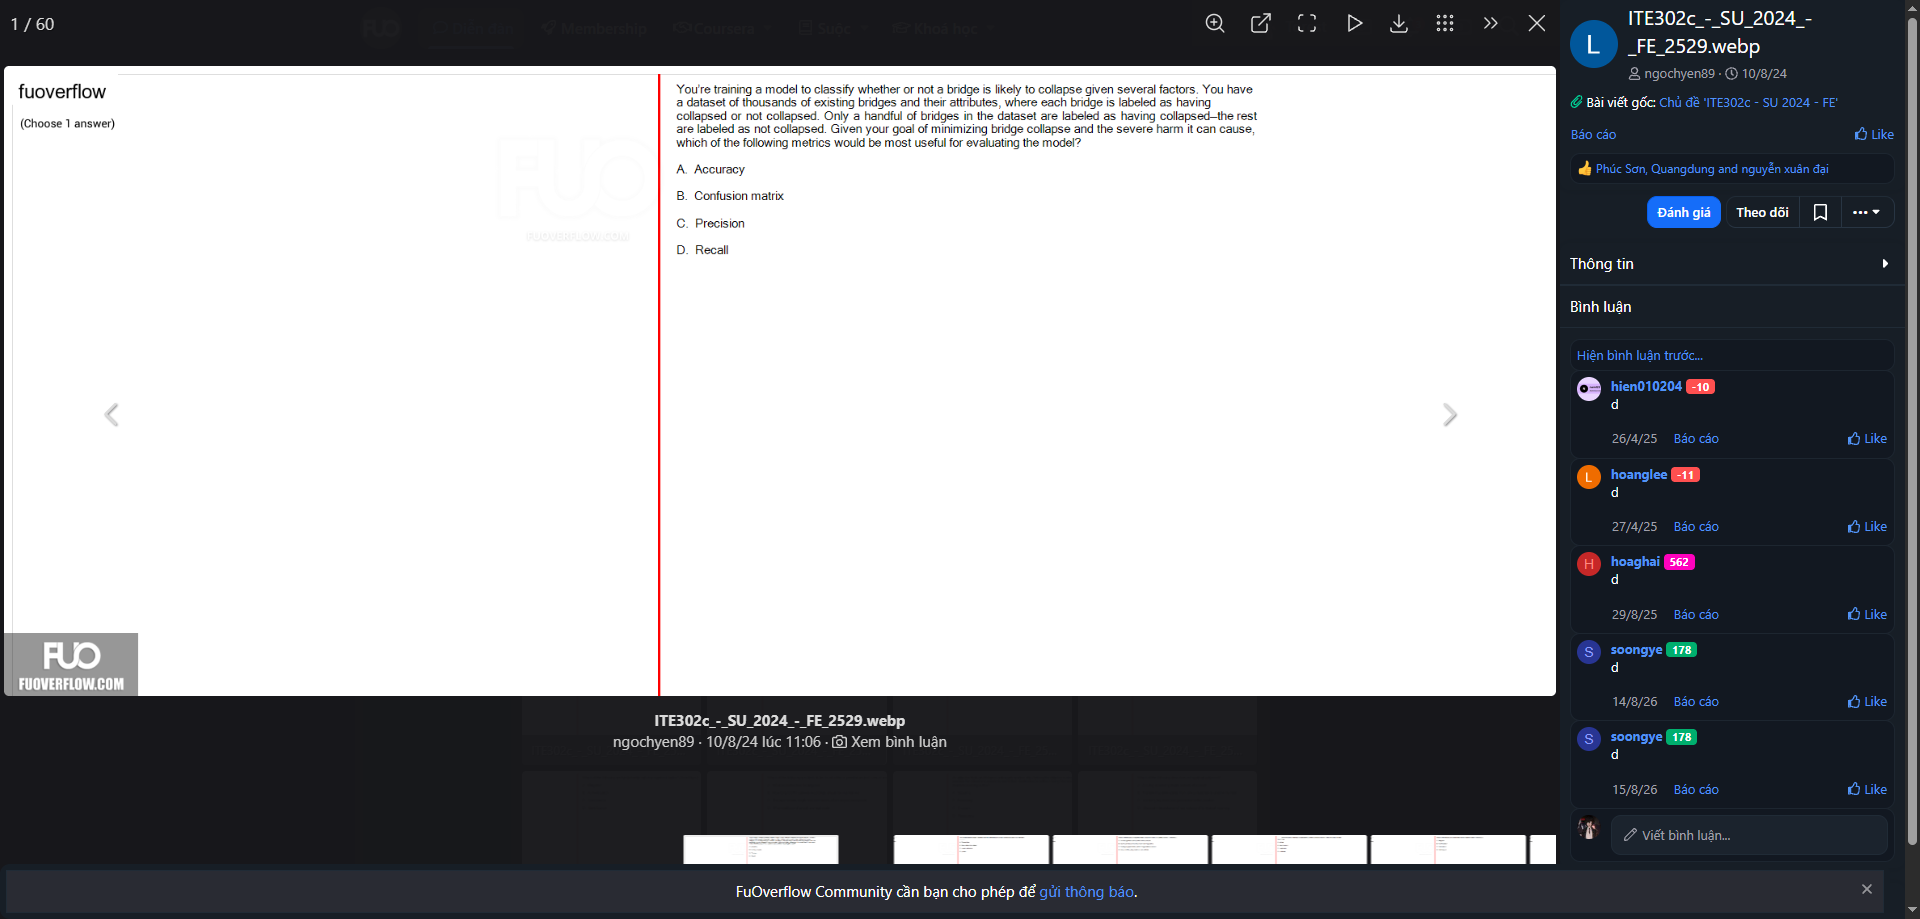 1 / 60
fuoverflow
(Choose 1 answer)
You're training a model to classify whether or not a bridge is likely to collapse given several factors. You have
a dataset of thousands of existing bridges and their attributes, where each bridge is labeled as having
collapsed or not collapsed. Only a handful of bridges in the dataset are labeled as having collapsed—the rest
are labeled as not collapsed. Given your goal of minimizing bridge collapse and the severe harm it can cause,
which of the following metrics would be most useful for evaluating the model?
A. Accuracy
B. Confusion matrix
C. Precision
D. Recall
FUO
FUOVERFLOW.COM
FUO
FUOVERFLOW.COM
ITE302c_-_SU_2024_-_FE_2529.webp
ngochyen89 · 10/8/24 lúc 11:06 · Xem bình luận
L
ITE302c_-_SU_2024_-
_FE_2529.webp
ngochyen89 · 10/8/24
Bài viết gốc: Chủ đề 'ITE302c - SU 2024 - FE'
Báo cáo
Like
Phúc Sơn, Quangdung and nguyễn xuân đại
Đánh giá
Theo dõi
Thông tin
Bình luận
Hiện bình luận trước...
hien010204 -10
d
26/4/25 Báo cáo Like
L
hoanglee -11
d
27/4/25 Báo cáo Like
H
hoaghai 562
d
29/8/25 Báo cáo Like
S
soongye 178
d
14/8/26 Báo cáo Like
S
soongye 178
d
15/8/26 Báo cáo Like
Viết bình luận...
FuOverflow Community cần bạn cho phép để gửi thông báo.
Membership
Coursera